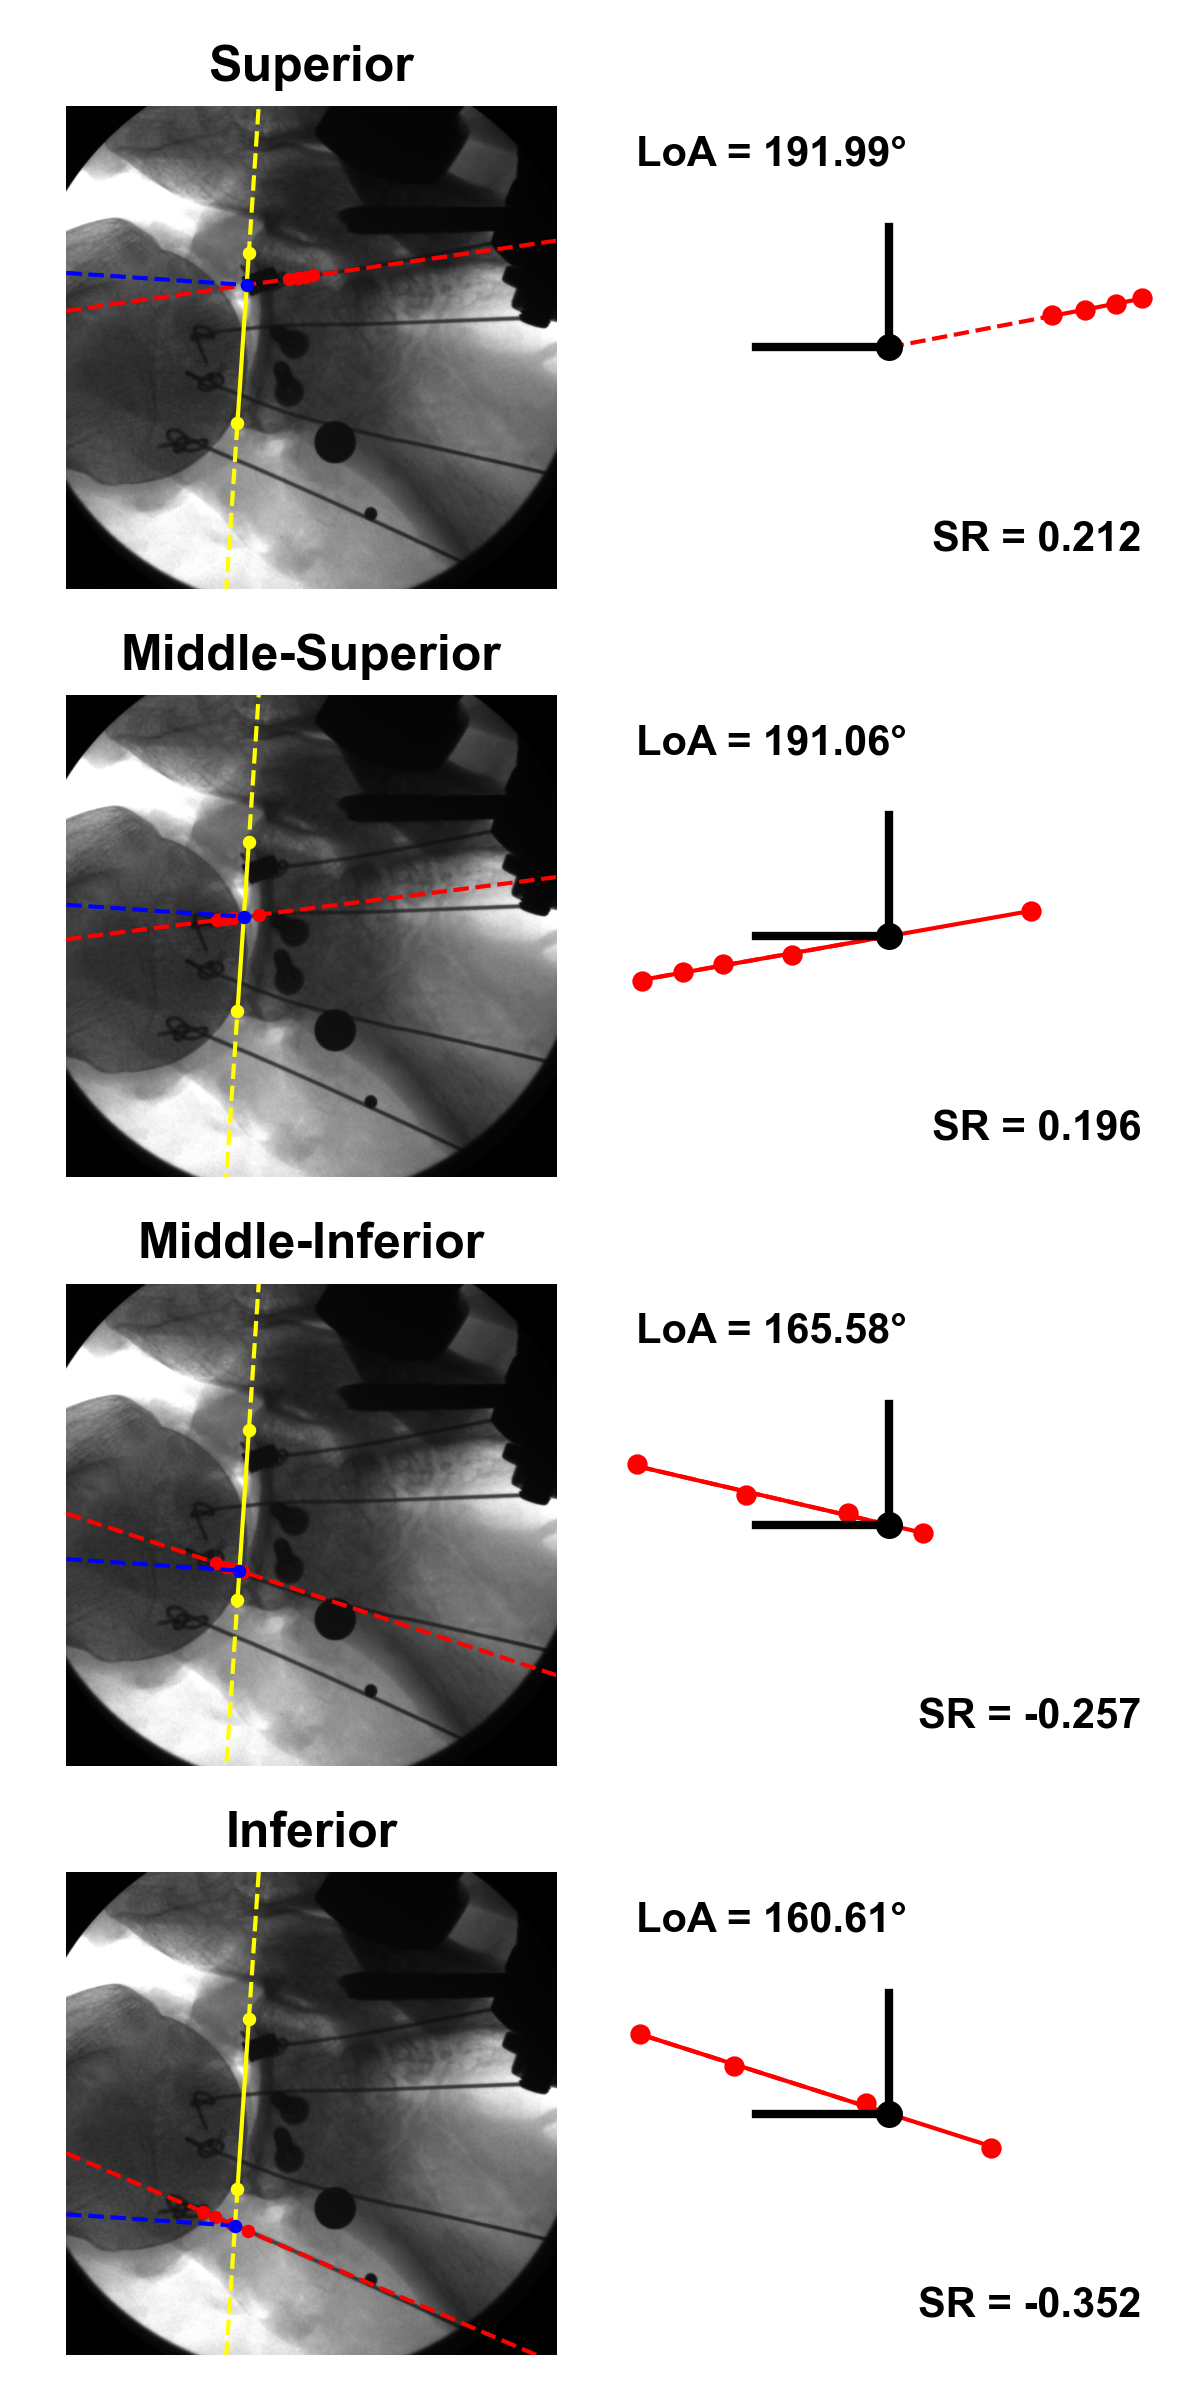 Superior
LoA = 191.99°
SR = 0.212
Middle-Superior
LoA = 191.06°
SR = 0.196
Middle-Inferior
LoA = 165.58°
SR = -0.257
Inferior
LoA = 160.61°
SR = -0.352